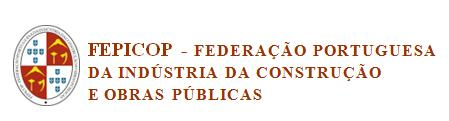 FEPICOP - FEDERAÇÃO PORTUGUESA
DA INDÚSTRIA DA CONSTRUÇÃO
E OBRAS PÚBLICAS